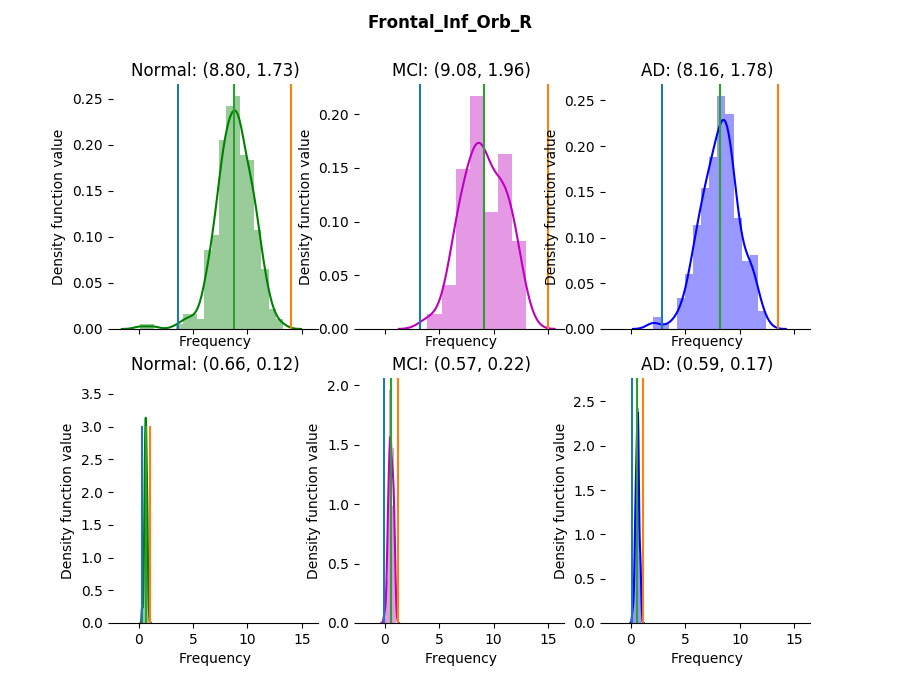 Frontal_Inf_Orb_R
Normal: (8.80, 1.73)
MCI: (9.08, 1.96)
AD: (8.16, 1.78)
Density function value
0.25
0.20
0.15
0.10
0.05
0.00
Frequency
Density function value
0.20
0.15
0.10
0.05
0.00
Frequency
Density function value
0.25
0.20
0.15
0.10
0.05
0.00
Frequency
Normal: (0.66, 0.12)
MCI: (0.57, 0.22)
AD: (0.59, 0.17)
Density function value
3.5
3.0
2.5
2.0
1.5
1.0
0.5
0.0
0 5 10 15
Frequency
Density function value
2.0
1.5
1.0
0.5
0.0
0 5 10 15
Frequency
Density function value
2.5
2.0
1.5
1.0
0.5
0.0
0 5 10 15
Frequency